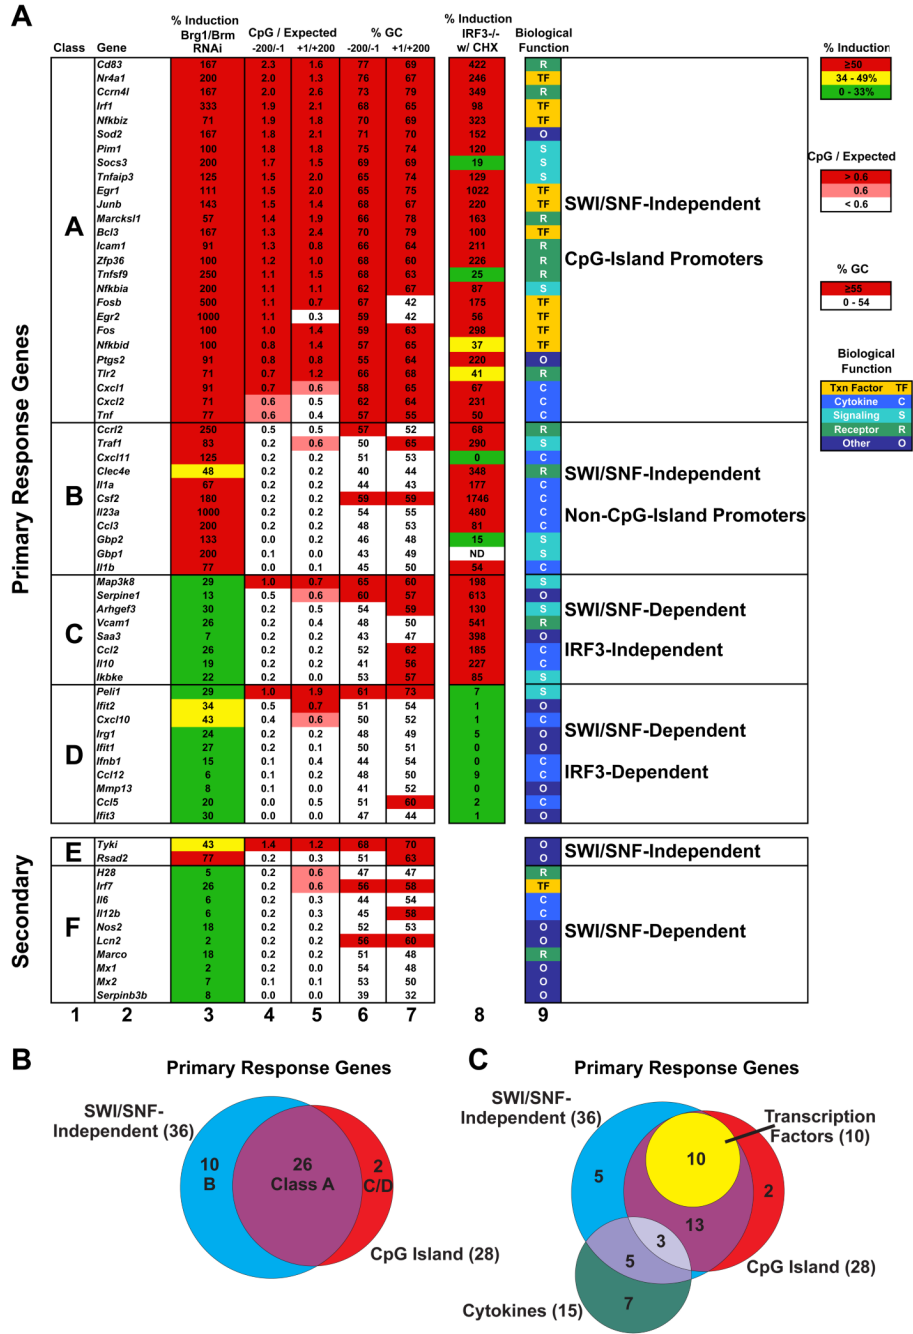 A
% Induction Brg1/Brm RNAi
CpG / Expected
% GC
% Induction IRF3-/- w/ CHX
Biological Function
Class Gene -200/-1 +1/+200 -200/-1 +1/+200
Primary Response Genes
A
Cd83 167 2.3 1.6 77 69 422 R
Nr4a1 200 2.0 1.3 76 67 246 TF
Ccrn4l 167 2.0 2.6 73 79 349 R
Irf1 333 1.9 2.1 68 65 98 TF
Nfkbiz 71 1.9 1.8 70 65 323 TF
Sod2 167 1.8 2.1 71 70 152 O
Pim1 100 1.8 1.8 75 74 120 S
Socs3 200 1.7 1.5 69 69 19 S
Tnfaip3 125 1.5 2.0 65 74 129 S
Egr1 111 1.5 2.0 65 75 1022 TF
Junb 143 1.5 1.4 68 67 220 TF
Marcksl1 57 1.4 1.9 66 78 163 R
Bcl3 167 1.3 2.4 70 79 100 TF
Icam1 91 1.3 0.8 66 64 211 R
Zfp36 100 1.2 1.0 68 60 226 R
Tnfsf9 250 1.1 1.5 68 63 25 R
Nfkbia 200 1.1 1.1 62 67 87 S
Fosb 500 1.1 0.7 67 42 175 TF
Egr2 1000 1.1 0.3 59 42 56 TF
Fos 100 1.0 1.4 59 63 298 TF
Nfkbid 100 0.8 1.4 57 65 37 TF
Ptgs2 91 0.8 0.8 55 64 220 O
Tlr2 71 0.7 1.2 66 68 41 R
Cxcl1 91 0.7 0.6 58 65 67 C
Cxcl2 71 0.6 0.5 62 64 231 C
Tnf 77 0.6 0.4 57 55 50 C
SWI/SNF-Independent
CpG-Island Promoters
B
Ccrl2 250 0.5 0.5 57 52 68 R
Traf1 83 0.2 0.6 50 65 290 S
Cxcl11 125 0.2 0.2 51 53 0 C
Clec4e 48 0.2 0.2 40 44 348 R
Il1a 67 0.2 0.2 44 43 177 C
Csf2 180 0.2 0.2 59 59 1746 C
Il23a 1000 0.2 0.2 54 55 480 C
Ccl3 200 0.2 0.2 48 53 61 C
Gbp2 133 0.0 0.2 46 48 15 S
Gbp1 200 0.1 0.0 43 49 ND S
Il1b 77 0.0 0.1 45 50 54 C
SWI/SNF-Independent
Non-CpG-Island Promoters
C
Map3k8 29 1.0 0.7 65 60 198 S
Serpine1 13 0.5 0.6 60 57 613 O
Arhgef3 30 0.2 0.5 54 59 130 S
Vcam1 26 0.2 0.4 48 50 541 R
Saa3 7 0.2 0.2 43 47 398 O
Ccl2 26 0.2 0.2 52 62 185 C
Il10 19 0.2 0.2 41 56 227 C
Ikbke 22 0.2 0.0 53 57 85 S
SWI/SNF-Dependent
IRF3-Independent
D
Peli1 29 1.0 1.9 61 73 7 S
Ifit2 34 0.5 0.7 51 54 1 O
Cxcl10 43 0.4 0.6 50 52 1 C
Irg1 24 0.2 0.2 48 49 5 O
Ifit1 27 0.2 0.1 50 51 0 O
Ifnb1 15 0.1 0.4 44 54 0 C
Ccl12 6 0.1 0.2 48 50 9 C
Mmp13 8 0.1 0.0 41 52 0 O
Ccl5 20 0.0 0.5 51 60 2 C
Ifit3 30 0.0 0.0 47 44 1 O
SWI/SNF-Dependent
IRF3-Dependent
Secondary
E
Tyki 43 1.4 1.2 68 70 O
Rsad2 77 0.2 0.3 51 63 O
SWI/SNF-Independent
F
H28 5 0.2 0.6 47 47 R
Irf7 26 0.2 0.6 56 58 TF
Il6 6 0.2 0.3 44 54 C
Il12b 6 0.2 0.3 45 58 C
Nos2 18 0.2 0.2 52 53 O
Lcn2 2 0.2 0.2 56 60 O
Marco 18 0.2 0.2 51 48 R
Mx1 2 0.2 0.0 54 48 O
Mx2 7 0.1 0.1 53 50 O
Serpinb3b 8 0.0 0.0 39 32 O
SWI/SNF-Dependent
1 2 3 4 5 6 7 8 9
% Induction
≥50
34 - 49%
0 - 33%
CpG / Expected
> 0.6
0.6
< 0.6
% GC
≥55
0 - 54
Biological Function
Txn Factor TF
Cytokine C
Signaling S
Receptor R
Other O
B
Primary Response Genes
SWI/SNF-
Independent (36)
10
B
26
Class A
2
C/D
CpG Island (28)
C
Primary Response Genes
SWI/SNF-
Independent (36)
Transcription
Factors (10)
10
5
2
13
3
5
7
CpG Island (28)
Cytokines (15)